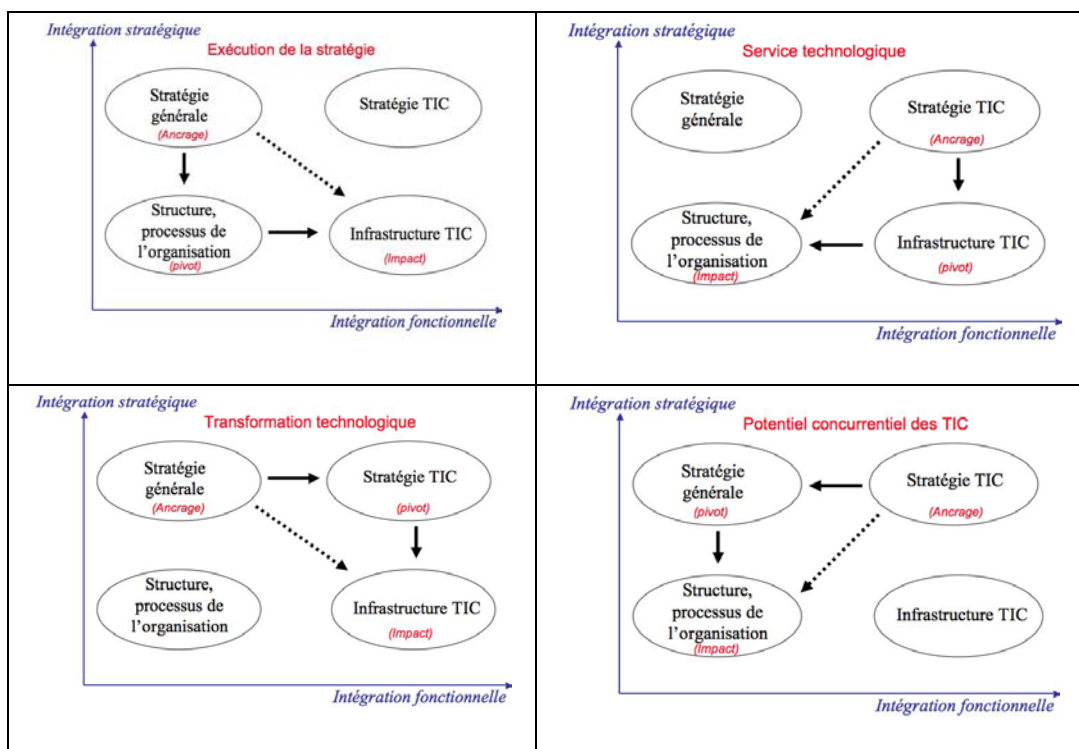 Intégration stratégique
Exécution de la stratégie
Stratégie
générale
(Ancrage)
Stratégie TIC
Structure,
processus de
l’organisation
(pivot)
Infrastructure TIC
(Impact)
Intégration fonctionnelle
Intégration stratégique
Service technologique
Stratégie
générale
Stratégie TIC
(Ancrage)
Structure,
processus de
l’organisation
(Impact)
Infrastructure TIC
(pivot)
Intégration fonctionnelle
Intégration stratégique
Transformation technologique
Stratégie
générale
(Ancrage)
Stratégie TIC
(pivot)
Structure,
processus de
l’organisation
Infrastructure TIC
(Impact)
Intégration fonctionnelle
Intégration stratégique
Potentiel concurrentiel des TIC
Stratégie
générale
(pivot)
Stratégie TIC
(Ancrage)
Structure,
processus de
l’organisation
(Impact)
Infrastructure TIC
Intégration fonctionnelle